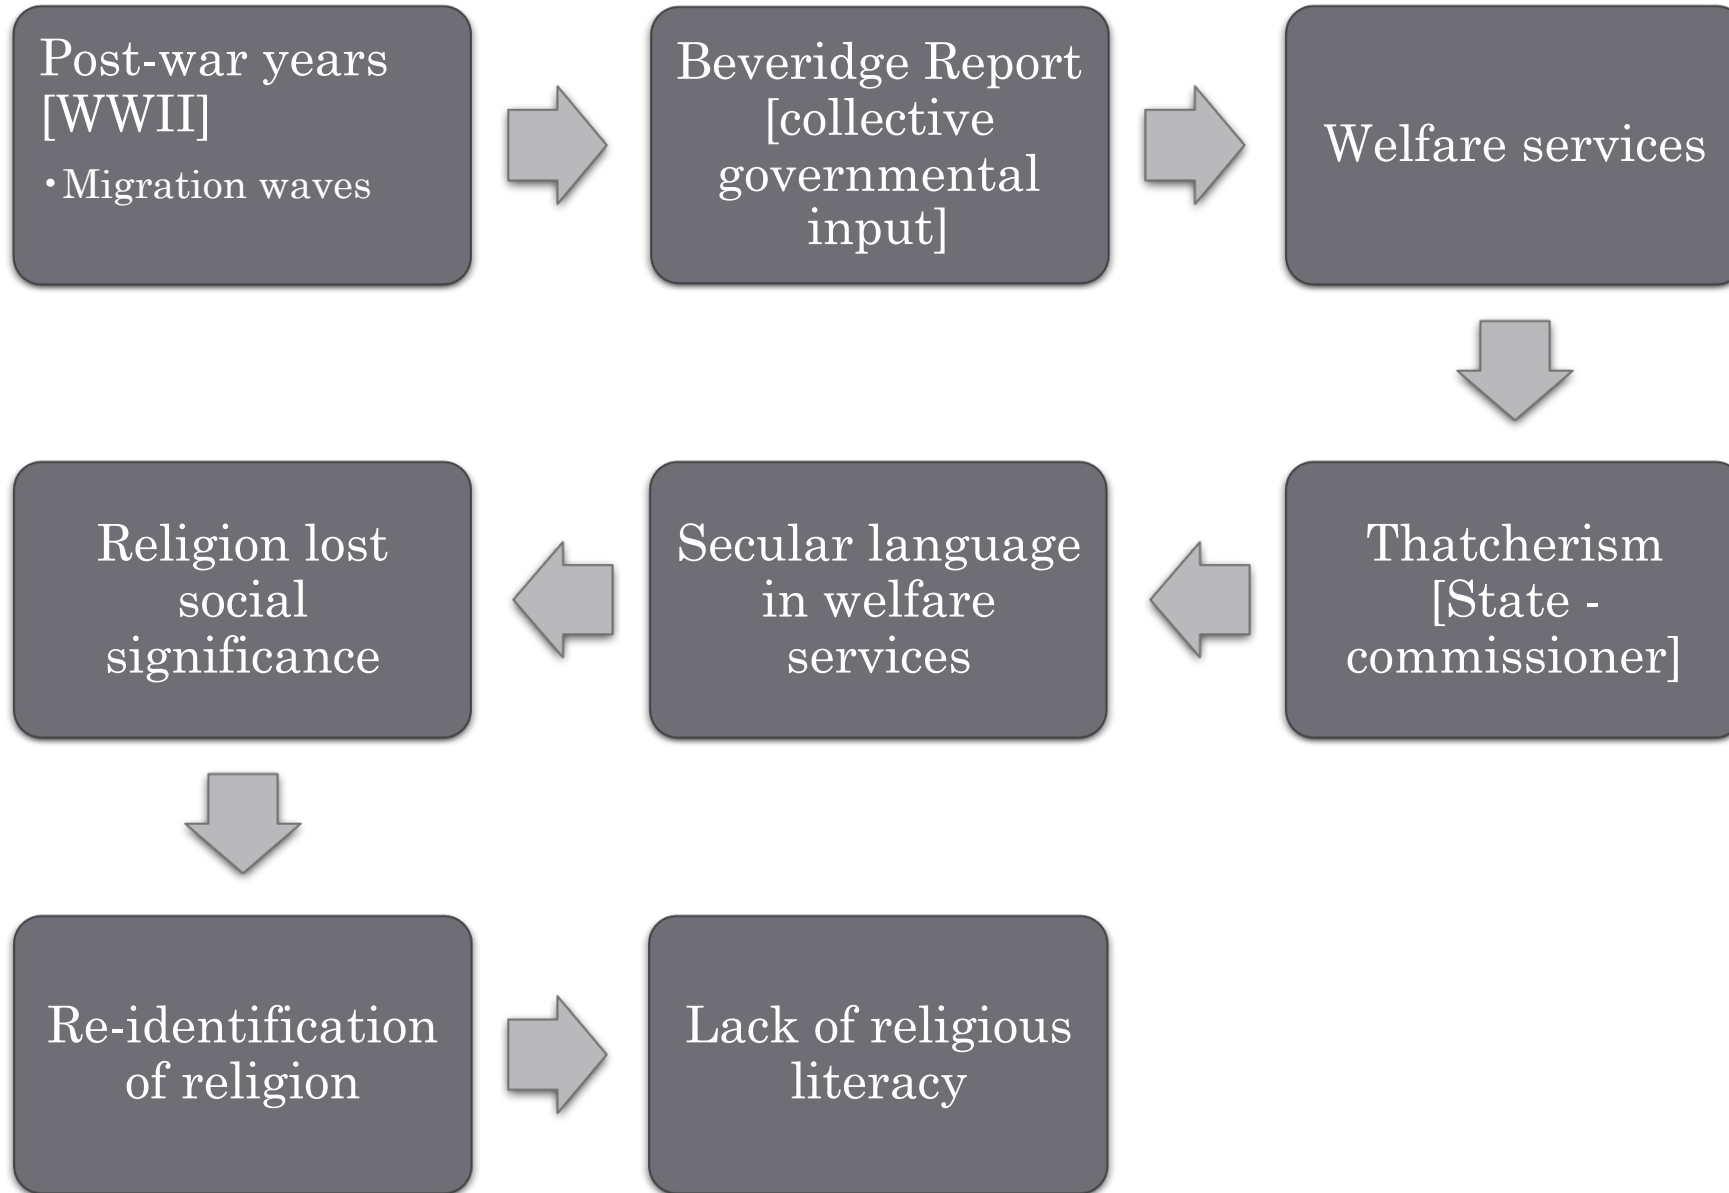 Post-war years
[WWII]
• Migration waves
Beveridge Report
[collective
governmental
input]
Welfare services
Thatcherism
[State -
commissioner]
Secular language
in welfare
services
Religion lost
social
significance
Re-identification
of religion
Lack of religious
literacy